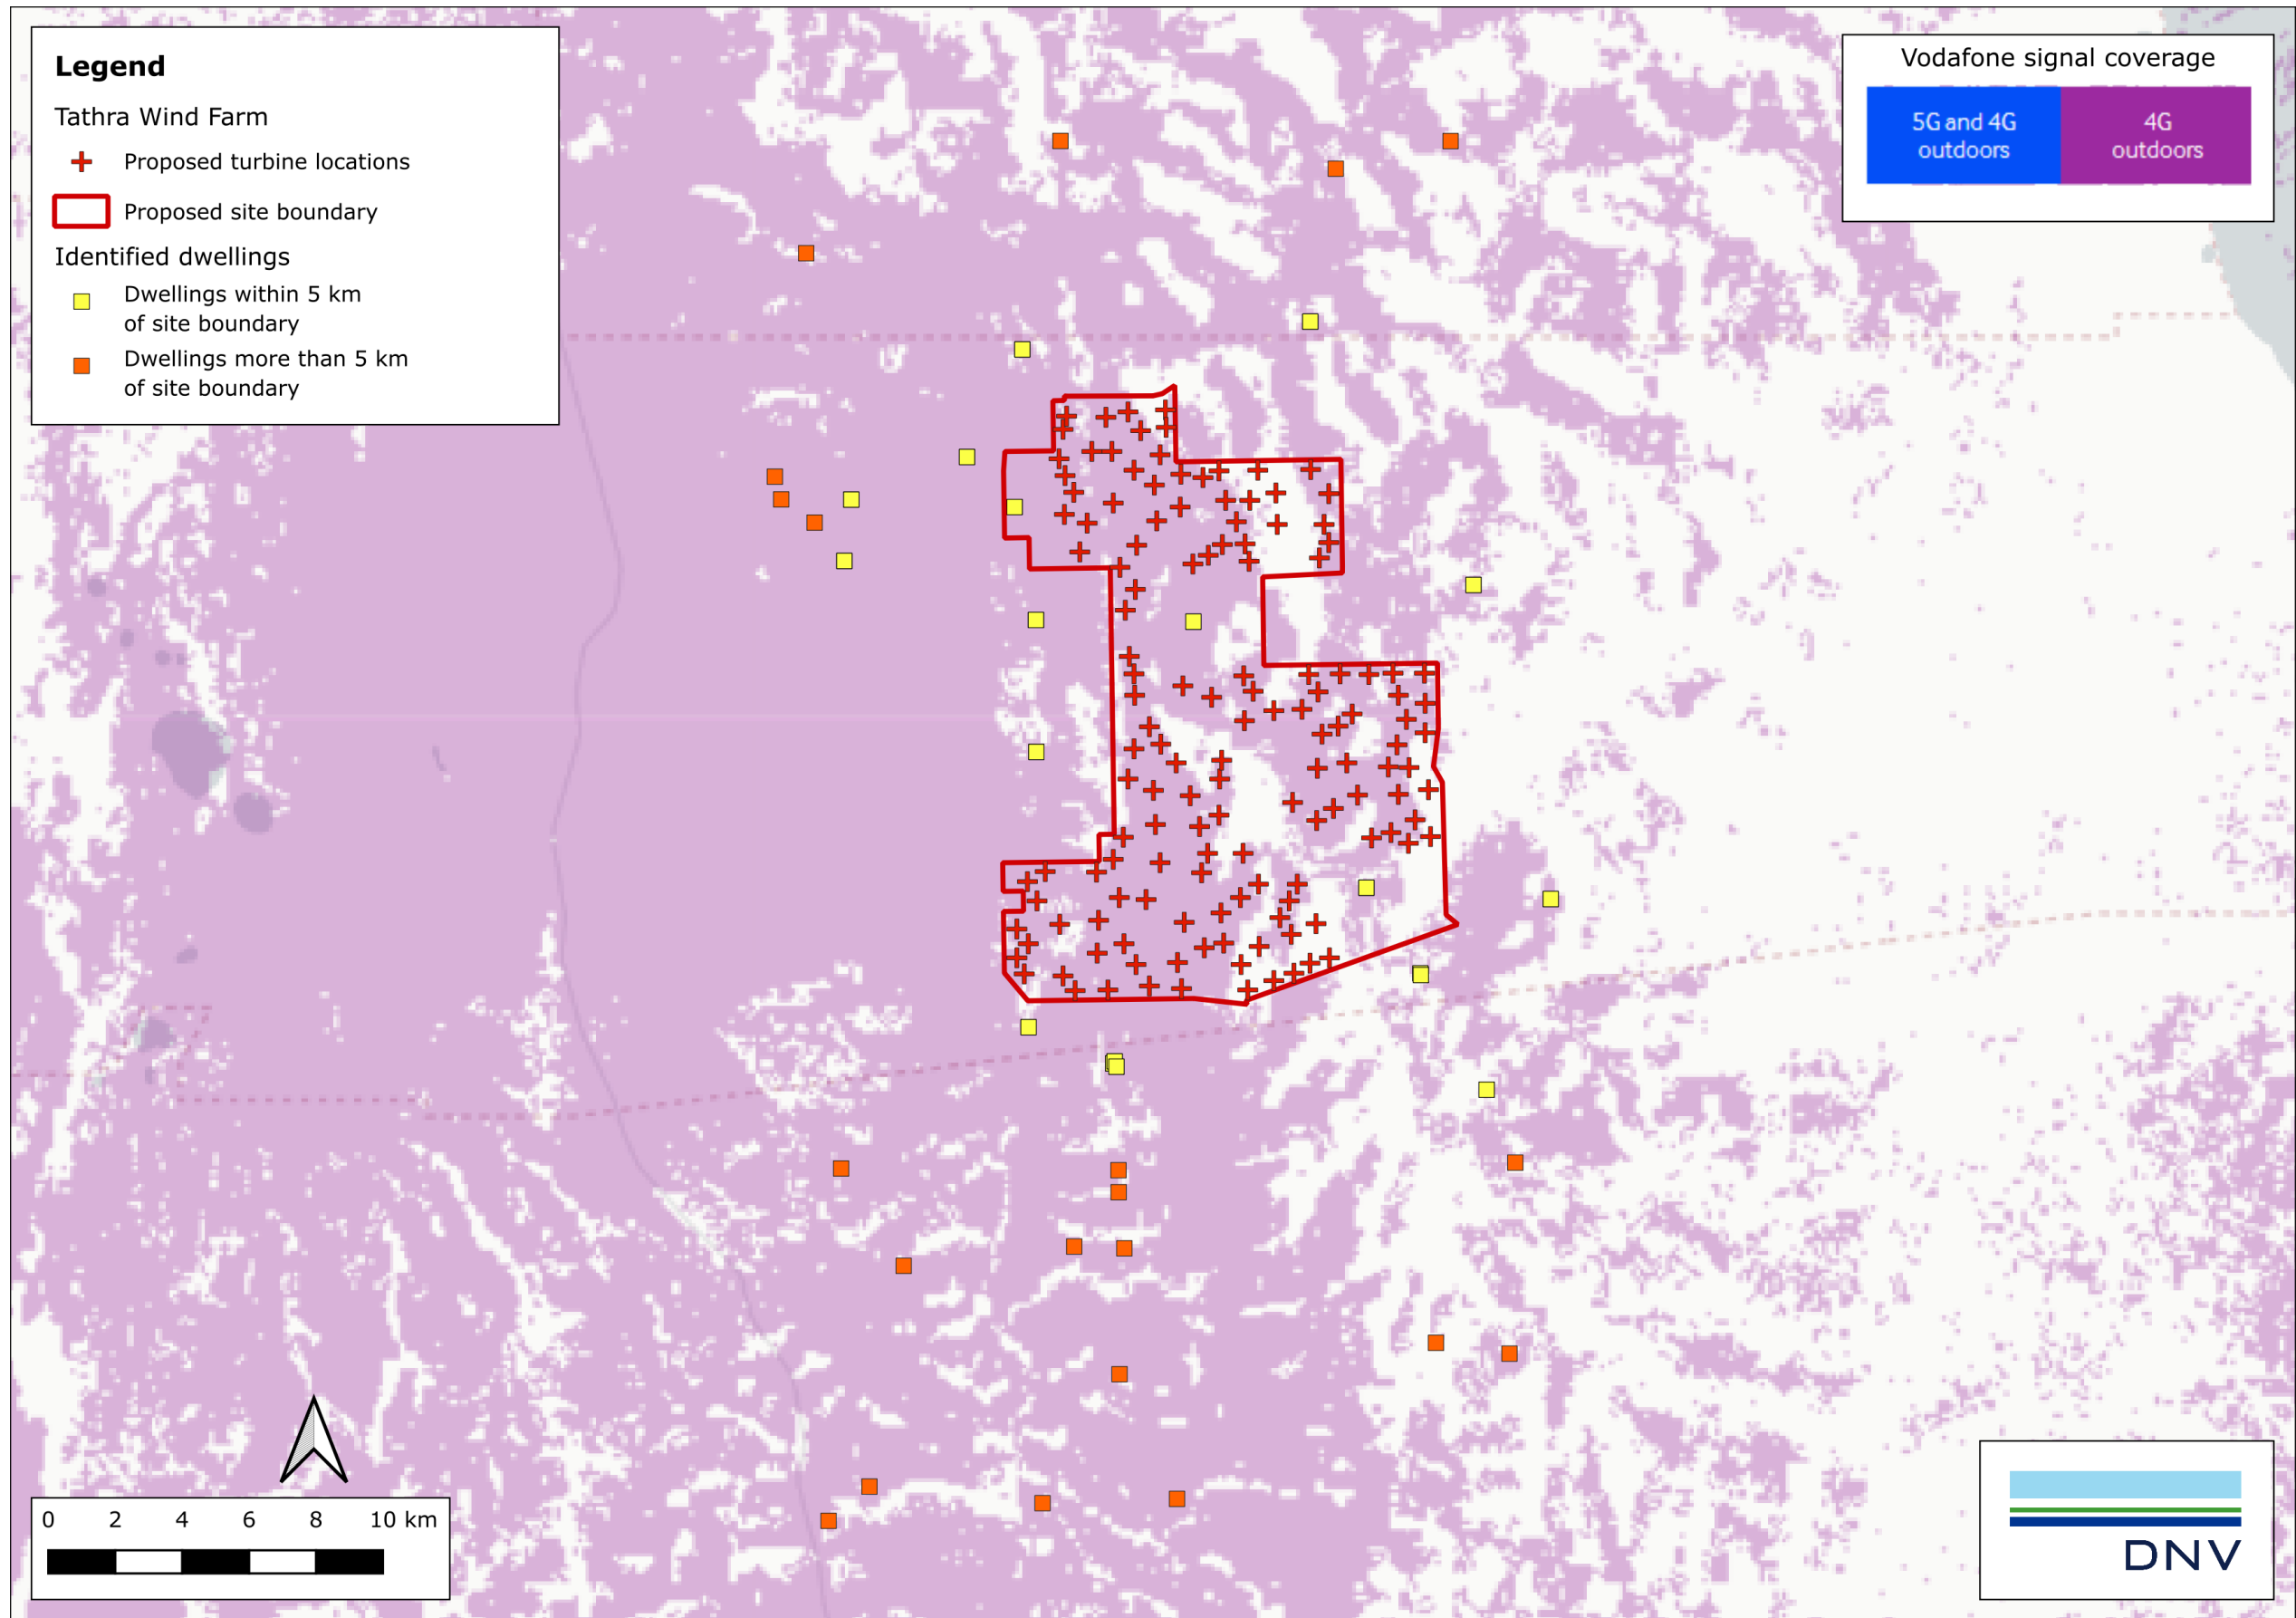 Legend
Tathra Wind Farm
Proposed turbine locations
Proposed site boundary
Identified dwellings
Dwellings within 5 km
of site boundary
Dwellings more than 5 km
of site boundary
Vodafone signal coverage
5G and 4G
outdoors
4G
outdoors
0 2 4 6 8 10 km
DNV